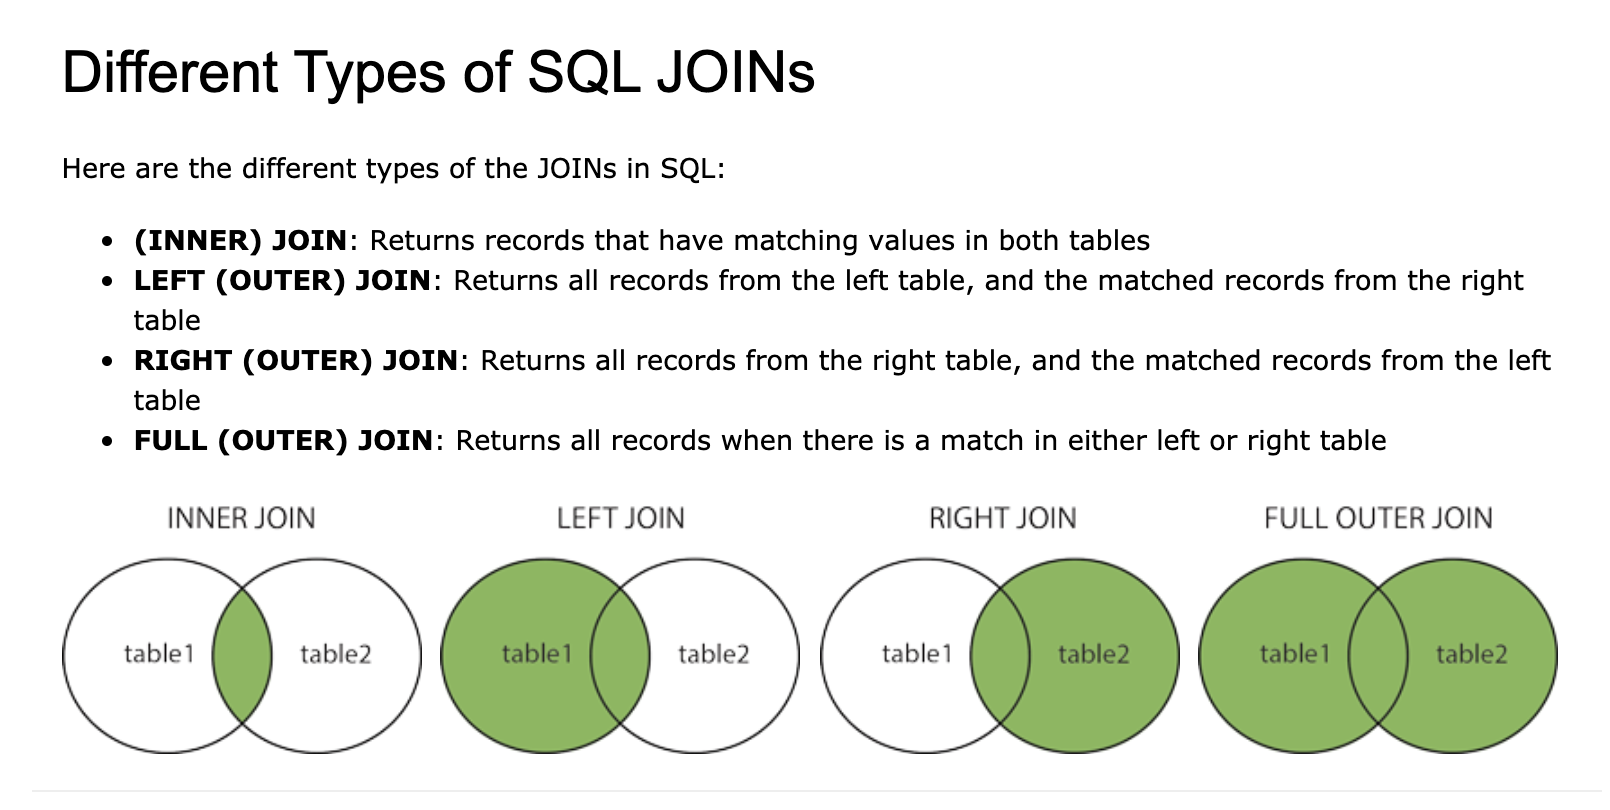 Different Types of SQL JOINs
Here are the different types of the JOINs in SQL:
• (INNER) JOIN: Returns records that have matching values in both tables
• LEFT (OUTER) JOIN: Returns all records from the left table, and the matched records from the right
table
• RIGHT (OUTER) JOIN: Returns all records from the right table, and the matched records from the left
table
• FULL (OUTER) JOIN: Returns all records when there is a match in either left or right table
INNER JOIN
table1 table2
LEFT JOIN
table1 table2
RIGHT JOIN
table1 table2
FULL OUTER JOIN
table1 table2